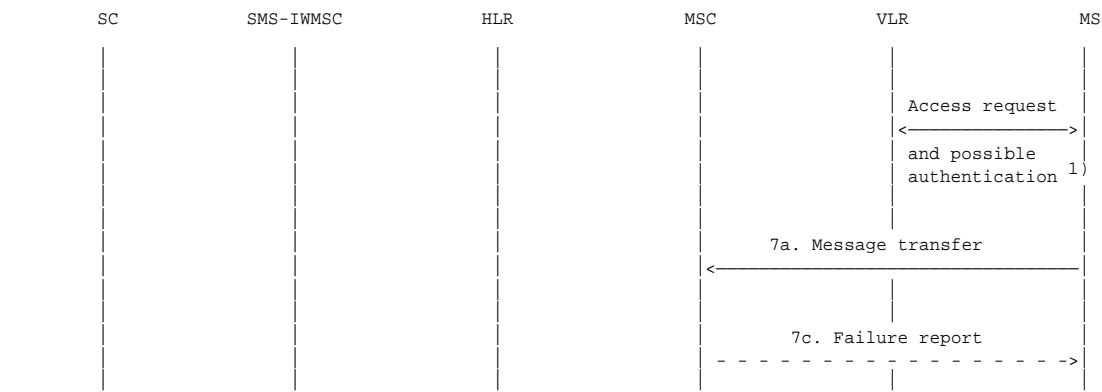 SC SMS-IWMSC HLR MSC VLR MS
Access request
and possible
authentication 1)
7a. Message transfer
7c. Failure report